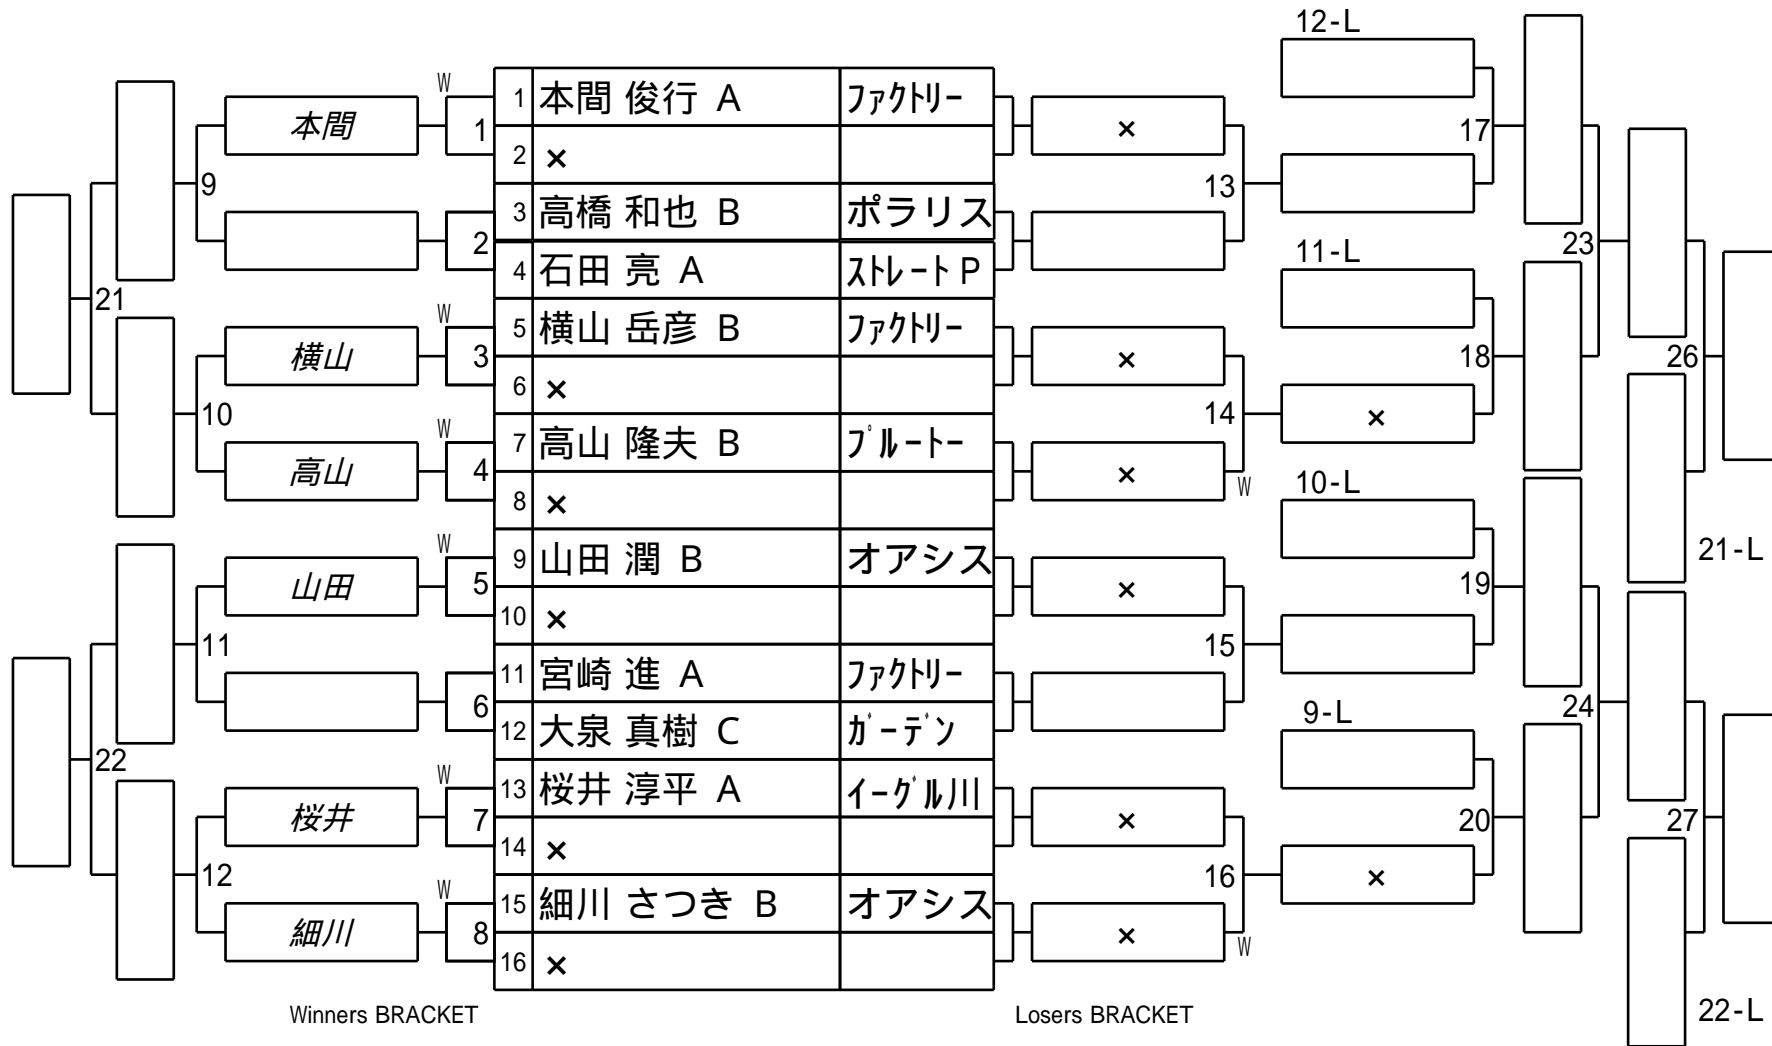 12-L
W
1 本間 俊行 A ファクトリー
本間
1
×
17
2 ×
9
13
3 高橋 和也 B ポラリス
2
23
4 石田 亮 A ストレートP
11-L
21
W
5 横山 岳彦 B ファクトリー
横山
3
×
18
26
6 ×
10
14
×
W
7 高山 隆夫 B プルートー
高山
4
×
W
8 ×
10-L
W
9 山田 潤 B オアシス
21-L
山田
5
×
19
10 ×
11
15
11 宮崎 進 A ファクトリー
6
24
9-L
12 大泉 真樹 C ガーデン
22
W
13 桜井 淳平 A イーグル川
桜井
7
×
20
27
14 ×
12
16
×
W
15 細川 さつき B オアシス
細川
8
×
W
16 ×
Winners BRACKET
Losers BRACKET
22-L